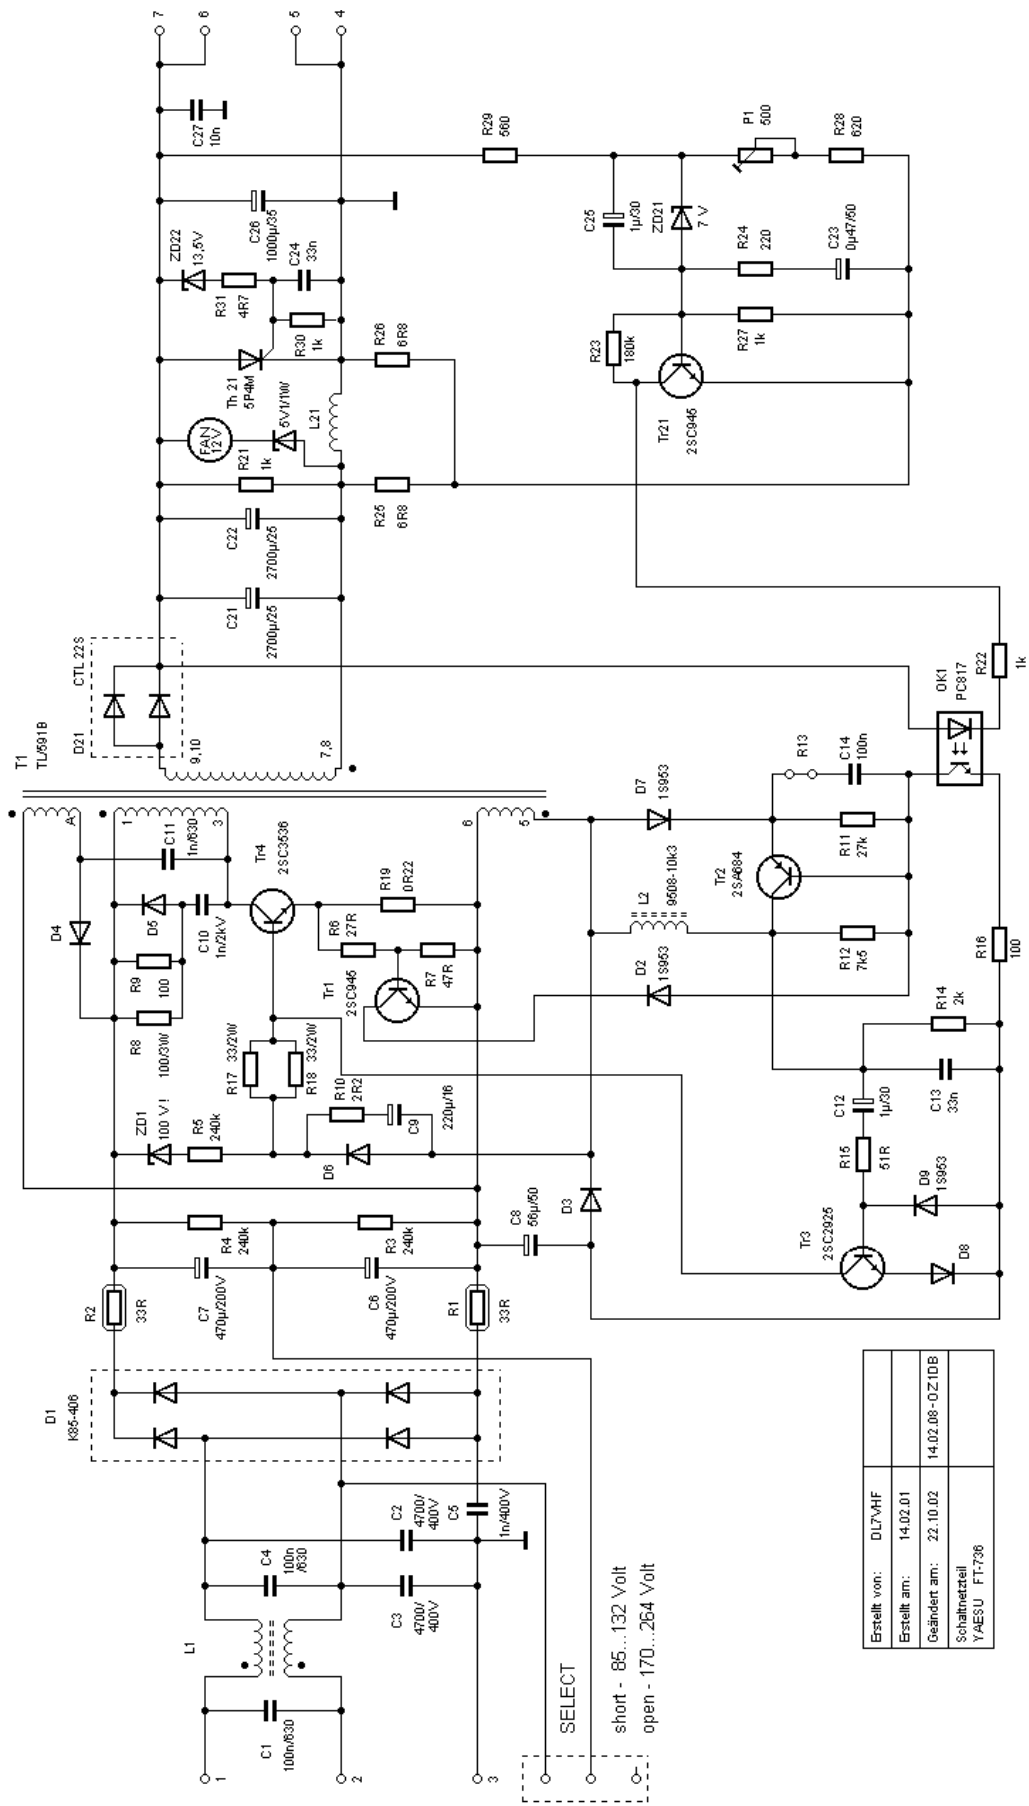 7
6
5
4
C27
10n
C26
1000µ/35
ZD22
13,5V
R31
4R7
C24
33n
R30
1k
Th 21
5P4M
FAN
12V
5V1/1W
L21
R21
1k
C22
2700µ/25
C21
2700µ/25
R26
6R8
R25
6R8
R29
560
C25
1µ/30
ZD21
7 V
P1
500
R28
620
R24
220
C23
0µ47/50
R27
1k
R23
180k
Tr21
2SC945
CTL 22S
D21
9,10
7,8
T1
TL/591B
A
1
3
6
5
C11
1n/630
D4
D5
C10
1n/2kV
R9
100
R8
100/3W
Tr4
2SC3536
R19
0R22
R6
27R
R7
47R
Tr1
2SC945
R17
33/2W
R18
33/2W
R10
2R2
C9
220µ/16
D6
ZD1
100 V !
R5
240k
R4
240k
R3
240k
C7
470µ/200V
C6
470µ/200V
R2
33R
R1
33R
C8
56µ/50
D3
D7
1S953
L2
9508-10k3
D2
1S953
Tr2
2SA684
R13
C14
100n
R11
27k
R12
7k5
OK1
PC817
R22
1k
R16
100
R14
2k
C13
33n
C12
1µ/30
R15
51R
D9
1S953
Tr3
2SC2925
D8
D1
K85-406
C5
1n/400V
C2
4700/
400V
C3
4700/
400V
C4
100n
/630
L1
C1
100n/630
1
2
3
SELECT
short - 85...132 Volt
open - 170...264 Volt
Erstellt von: DL7VHF
Erstellt am: 14.02.01
Geändert am: 22.10.02 14.02.08-OZ1DB
Schaltnetzteil
YAESU FT-736